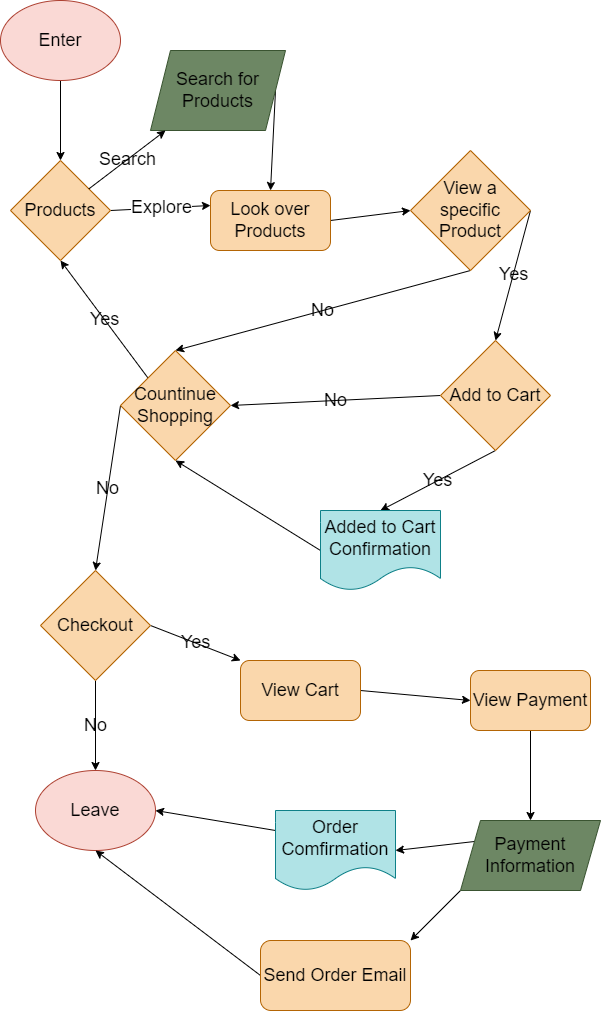 Enter
Search for
Products
Search
Products
Explore
Look over
Products
View a
specific
Product
Yes
No
Yes
Countinue
Shopping
No
Add to Cart
No
Yes
Added to Cart
Confirmation
Checkout
Yes
View Cart
View Payment
No
Leave
Order
Comfirmation
Payment
Information
Send Order Email